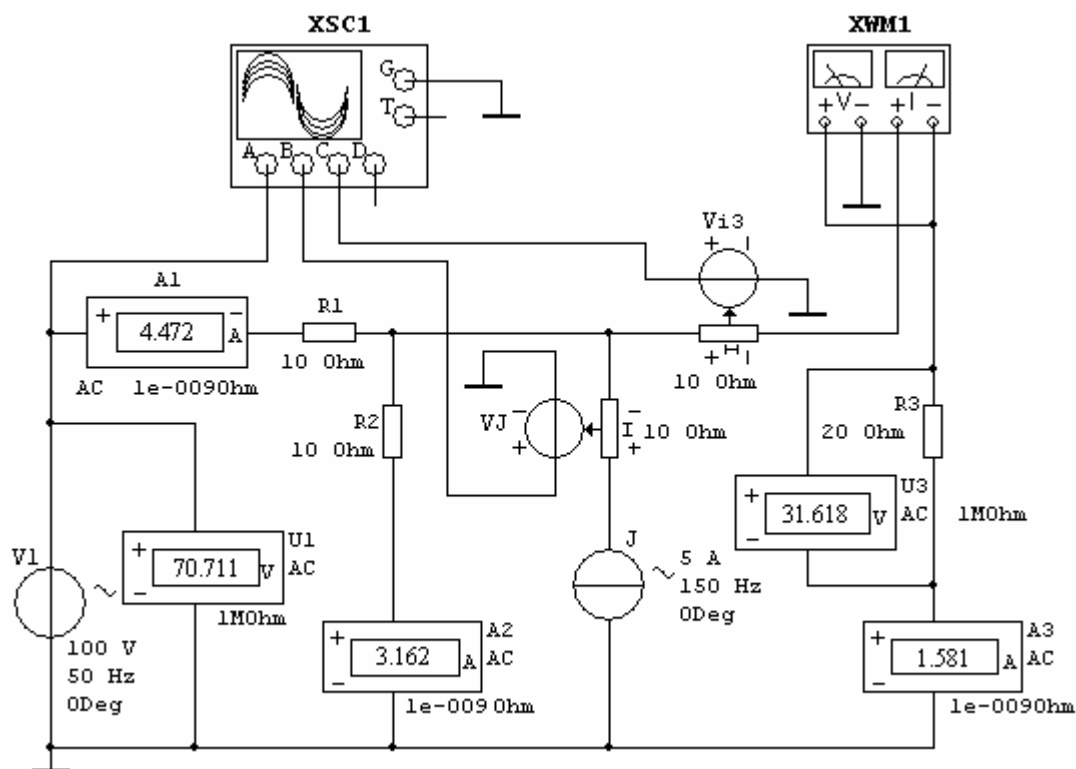 XSC1
XWM1
G
T
A B C D
+ V − + I −
Vi3
+ −
A1
+ 4.472 − A
AC 1e-009Ohm
R1
10 Ohm
+ H −
10 Ohm
R2
10 Ohm
VJ
−
+
−
I
+
10 Ohm
R3
20 Ohm
U3
AC
+ 31.618 V
−
1MOhm
V1
100 V
50 Hz
0Deg
U1
AC
+ 70.711 V
−
1MOhm
J
5 A
150 Hz
0Deg
A2
AC
+ 3.162 A
−
1e-009Ohm
A3
AC
+ 1.581 A
−
1e-009Ohm